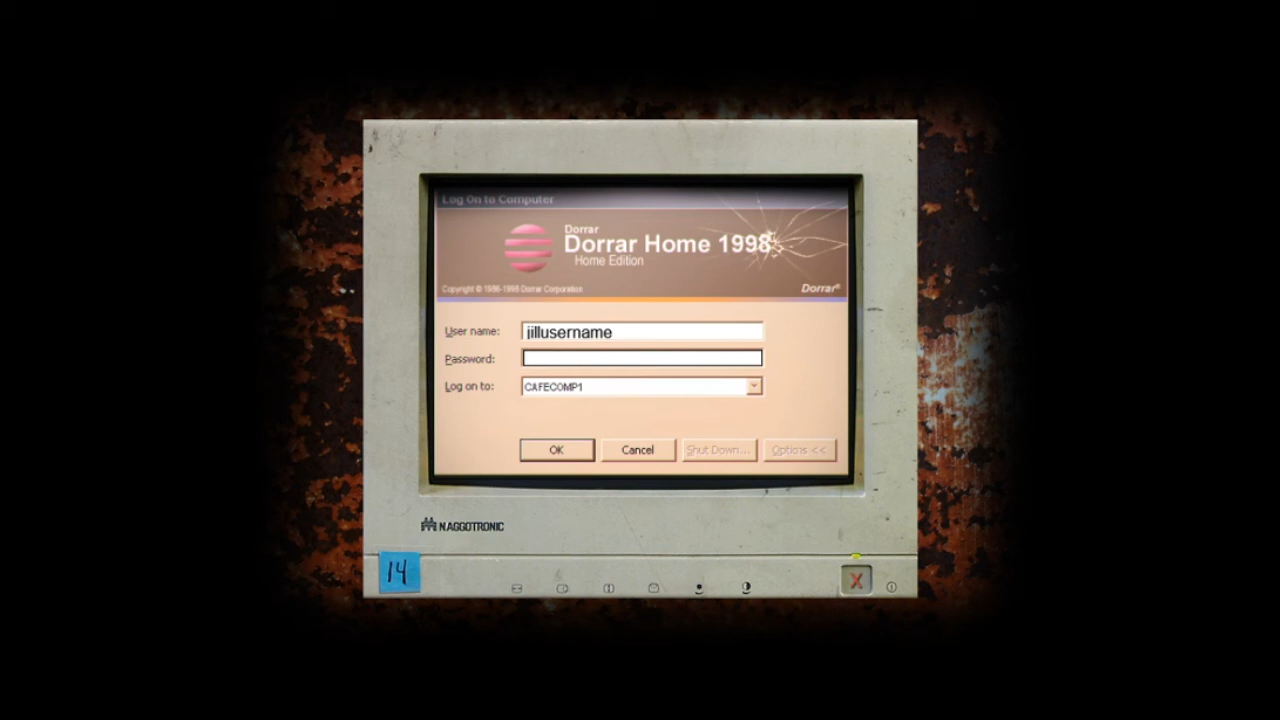 Log On to Computer
Dorrar
Dorrar Home 1998
Home Edition
Copyright © 1986-1998 Dorrar Corporation
Dorrar®
User name: jillusername
Password:
Log on to: CAFECOMP1
OK Cancel Shut Down... Options <<
NAGGOTRONIC
14
X